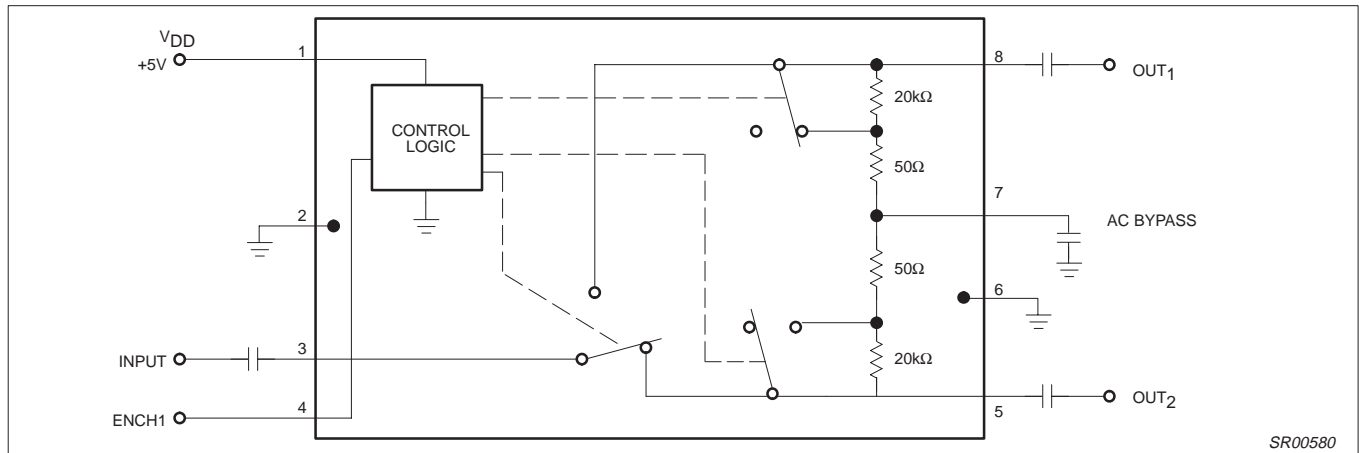 VDD
+5V
1
CONTROL
LOGIC
2
INPUT
3
ENCH1
4
8
OUT1
20kΩ
50Ω
7
AC BYPASS
50Ω
6
20kΩ
5
OUT2
SR00580